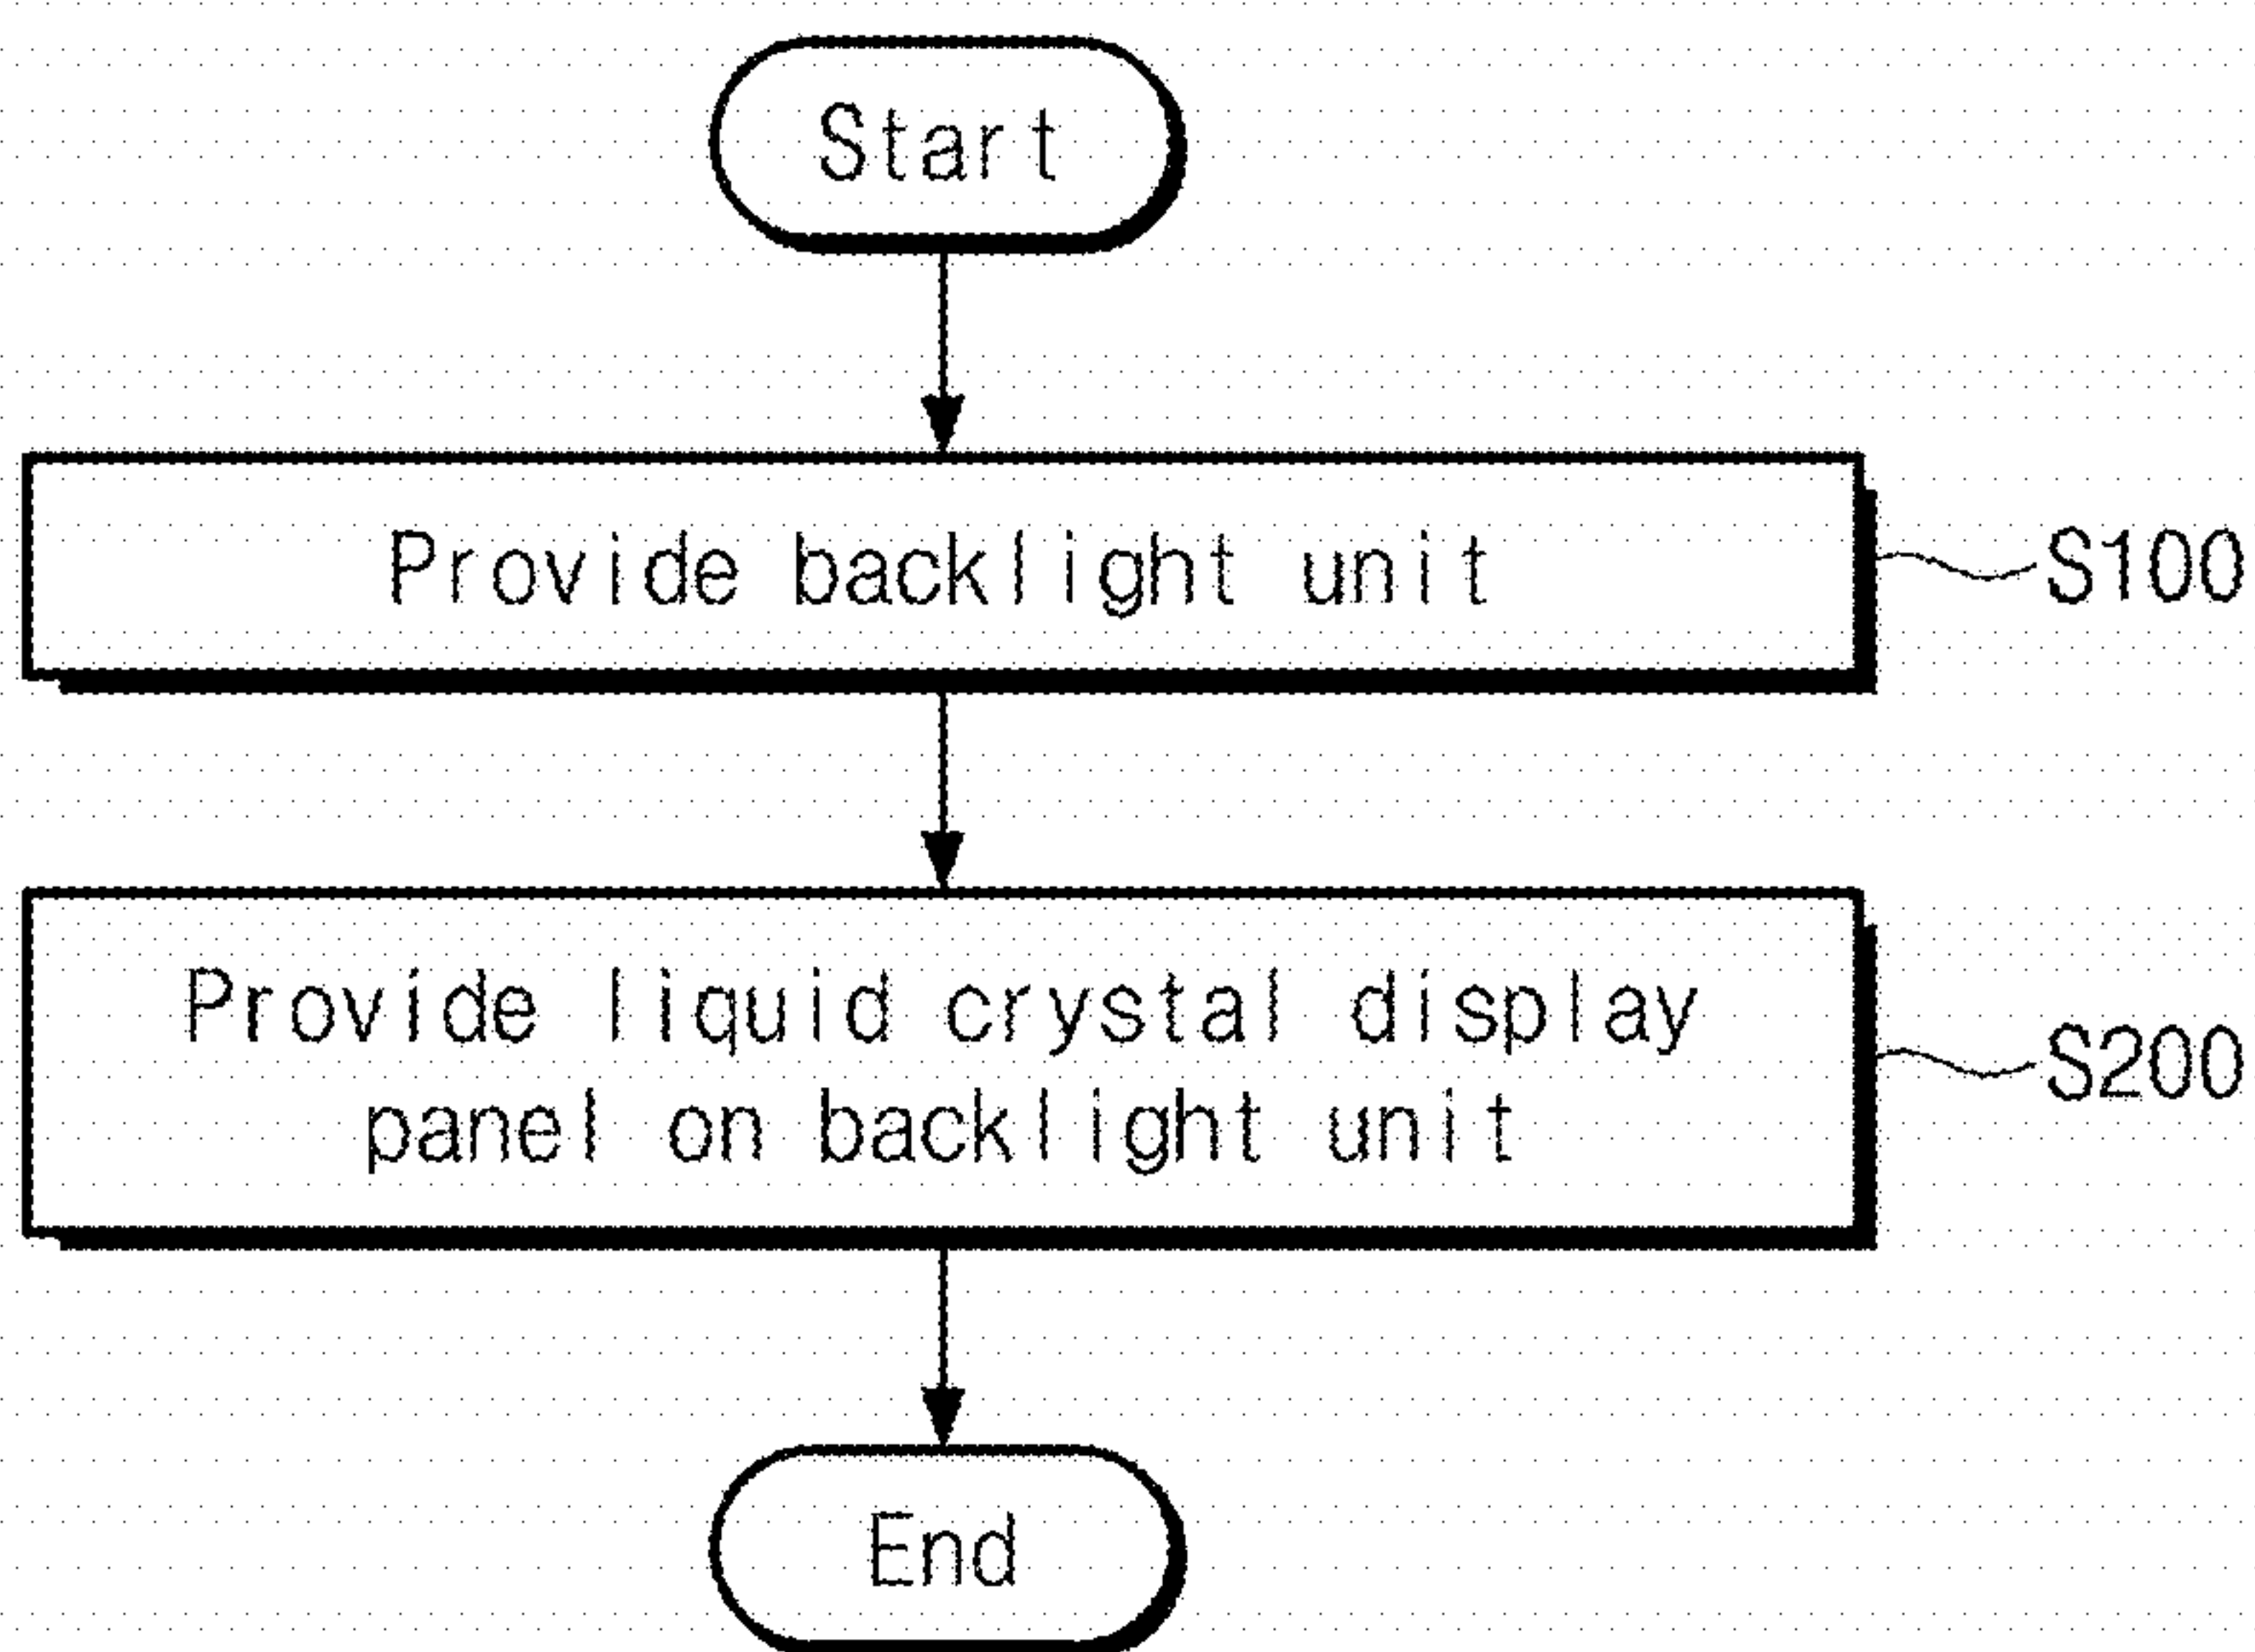 Start
Provide backlight unit
S100
Provide liquid crystal display
panel on backlight unit
S200
End